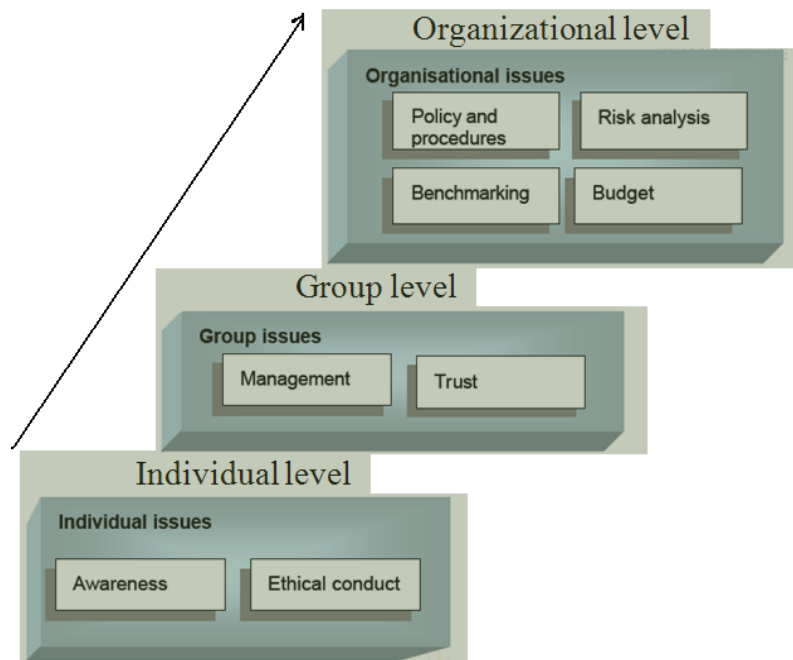 Organizational level
Organisational issues
Policy and
procedures
Risk analysis
Benchmarking
Budget
Group level
Group issues
Management
Trust
Individual level
Individual issues
Awareness
Ethical conduct